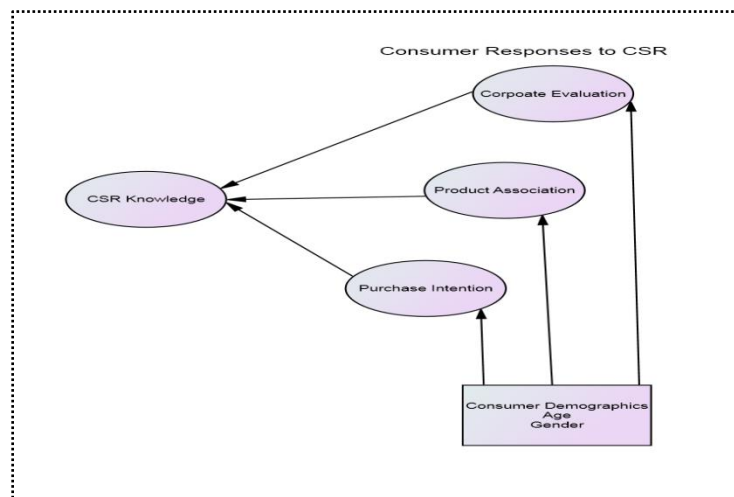 Consumer Responses to CSR
Corpoate Evaluation
Product Association
CSR Knowledge
Purchase Intention
Consumer Demographics
Age
Gender